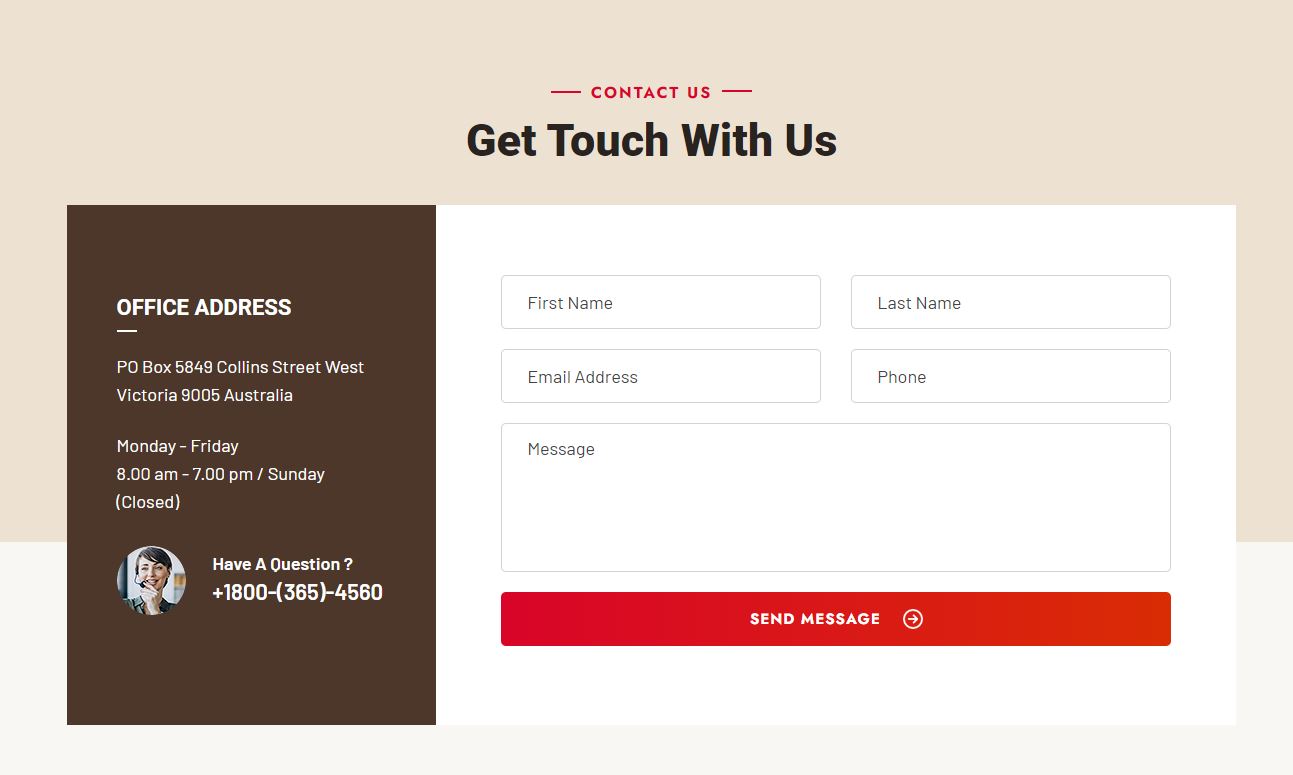 CONTACT US
Get Touch With Us
OFFICE ADDRESS
PO Box 5849 Collins Street West
Victoria 9005 Australia
Monday - Friday
8.00 am - 7.00 pm / Sunday
(Closed)
Have A Question ?
+1800-(365)-4560
First Name
Last Name
Email Address
Phone
Message
SEND MESSAGE